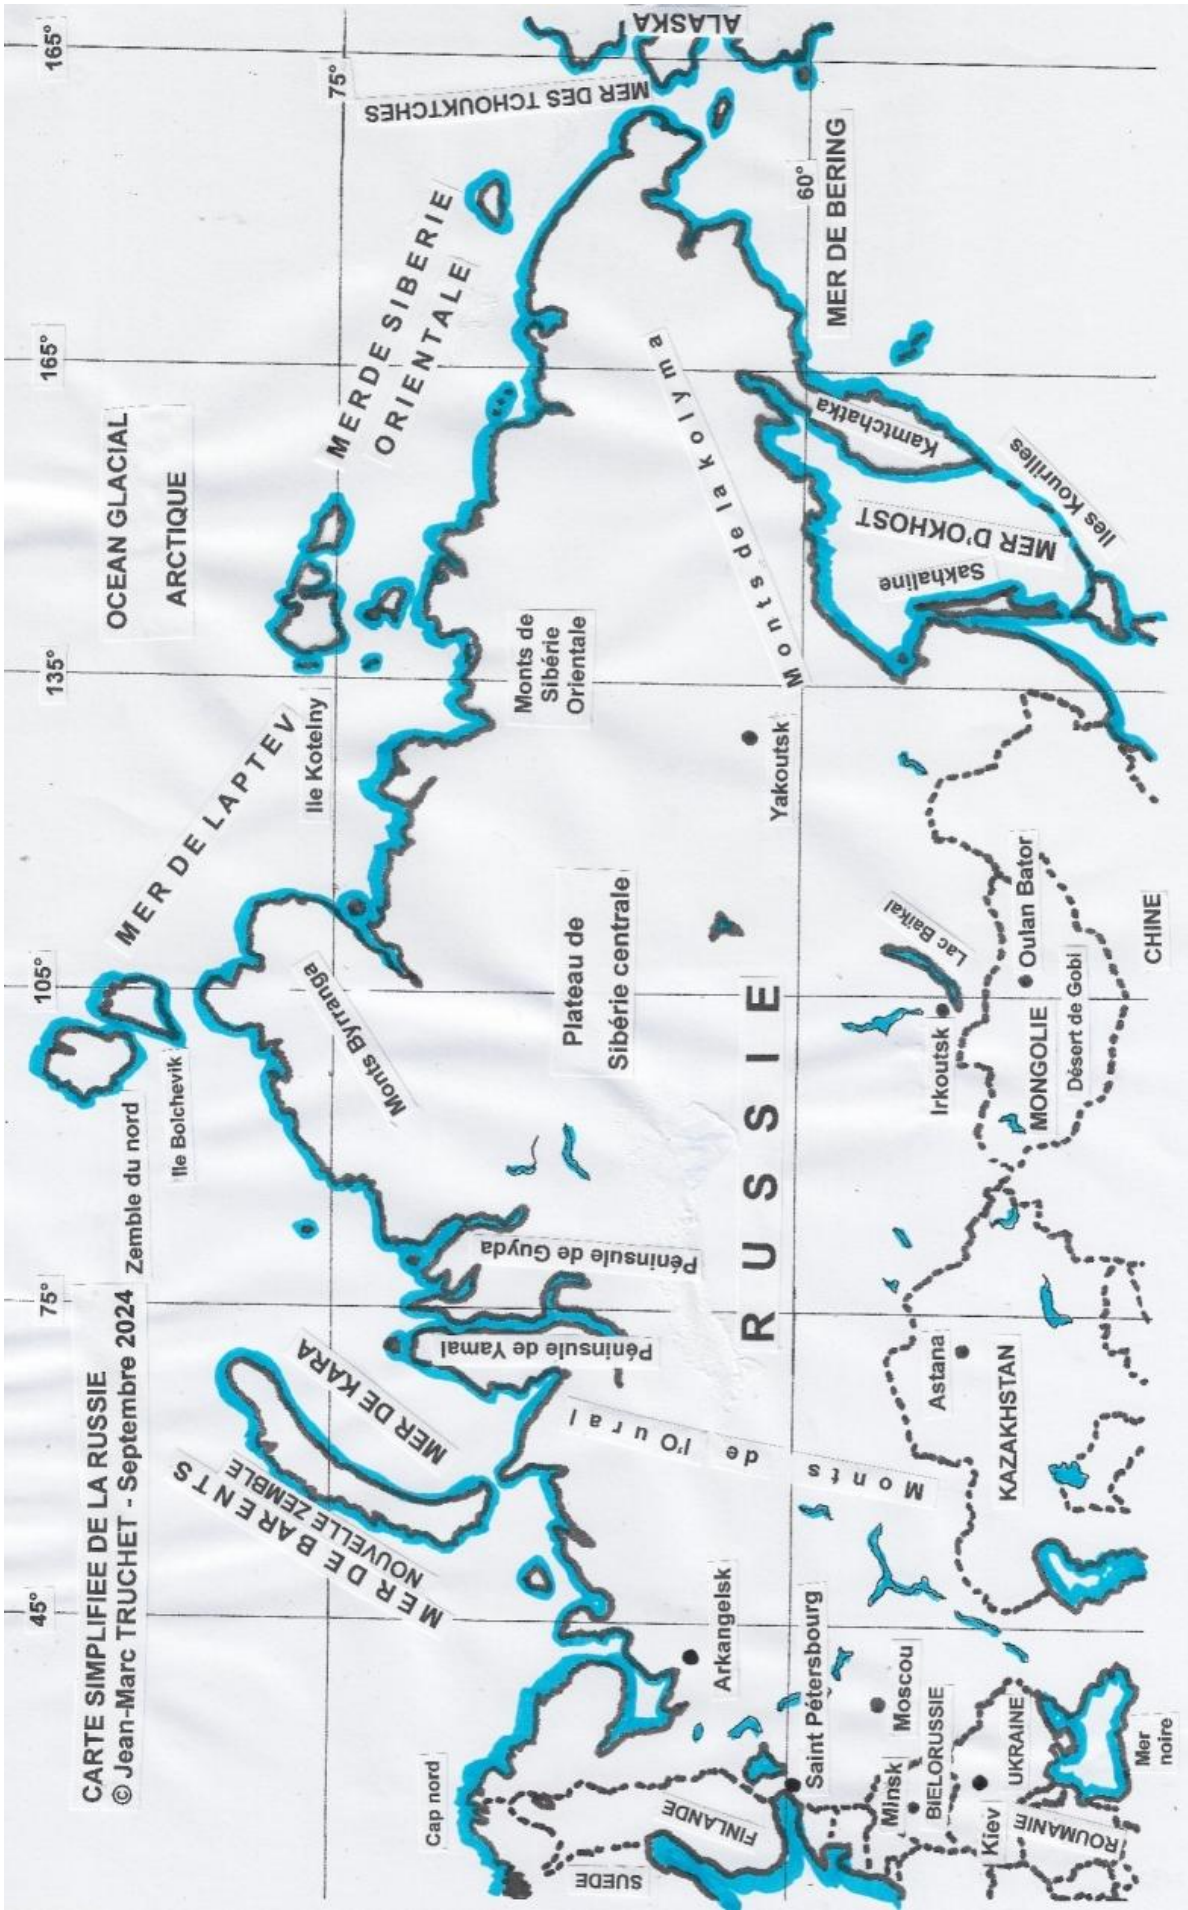 CARTE SIMPLIFIEE DE LA RUSSIE
© Jean-Marc TRUCHET - Septembre 2024
45°
75°
105°
135°
165°
165°
75°
60°
OCEAN GLACIAL
ARCTIQUE
Zemble du nord
Ile Bolchevik
MER DE LAPTEV
Ile Kotelny
MER DE SIBERIE
ORIENTALE
MER DES TCHOUKTCHES
ALASKA
MER DE BARENTS
NOUVELLE ZEMBLE
MER DE KARA
Cap nord
Monts Byrranga
Péninsule de Yamal
Péninsule de Guyda
Monts de l'Oural
Plateau de
Sibérie centrale
Monts de
Sibérie
Orientale
Monts de la kolyma
MER DE BERING
Kamtchatka
Iles Kourilles
MER D'OKHOST
Sakhaline
SUEDE
FINLANDE
Arkangelsk
Saint Pétersbourg
RUSSIE
Yakoutsk
Moscou
Minsk
BIELORUSSIE
Kiev
UKRAINE
ROUMANIE
Mer
noire
Astana
KAZAKHSTAN
Irkoutsk
Lac Baïkal
MONGOLIE
Oulan Bator
Désert de Gobi
CHINE